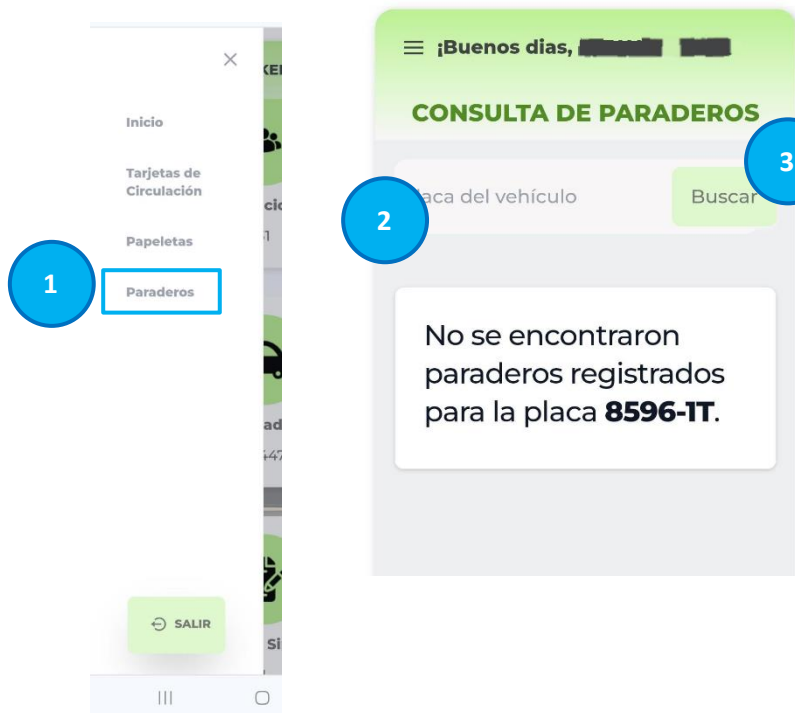 Inicio
Tarjetas de
Circulación
Papeletas
Paraderos
SALIR
1
¡Buenos dias,
CONSULTA DE PARADEROS
del vehículo
Buscar
2
3
No se encontraron
paraderos registrados
para la placa 8596-1T.